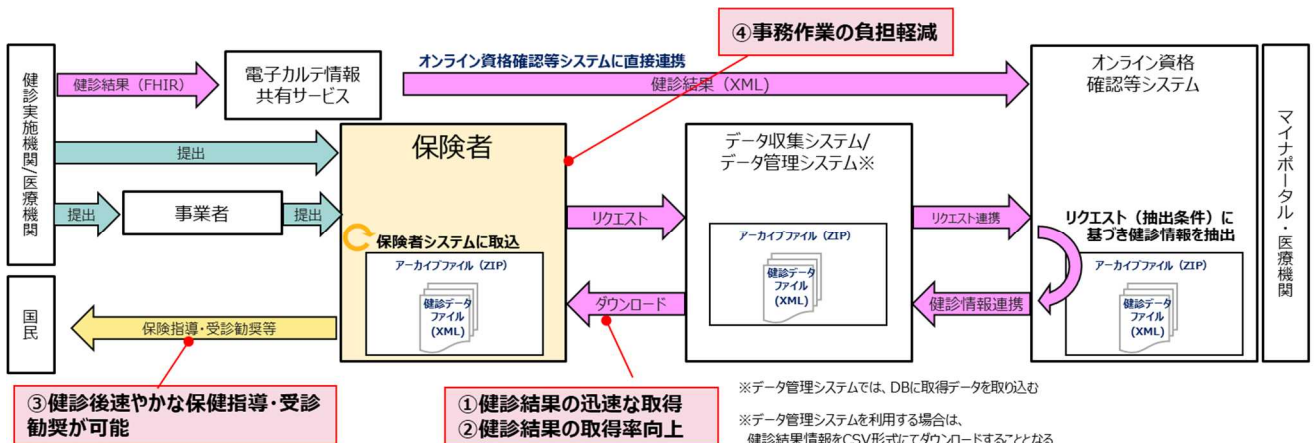 ④事務作業の負担軽減
健診実施機関/医療機関
健診結果（FHIR）
電子カルテ情報
共有サービス
オンライン資格確認等システムに直接連携
健診結果（XML）
オンライン資格
確認等システム
マイナポータル・医療機関
提出
保険者
データ収集システム/
データ管理システム※
提出
事業者
提出
リクエスト
リクエスト連携
リクエスト（抽出条件）に
基づき健診情報を抽出
保険者システムに取込
アーカイブファイル（ZIP）
健診データ
ファイル
(XML)
アーカイブファイル（ZIP）
健診データ
ファイル
(XML)
アーカイブファイル（ZIP）
健診データ
ファイル
(XML)
ダウンロード
健診情報連携
国民
保険指導・受診勧奨等
③健診後速やかな保健指導・受診
勧奨が可能
①健診結果の迅速な取得
②健診結果の取得率向上
※データ管理システムでは、DBに取得データを取り込む
※データ管理システムを利用する場合は、
健診結果情報をCSV形式にてダウンロードすることとなる